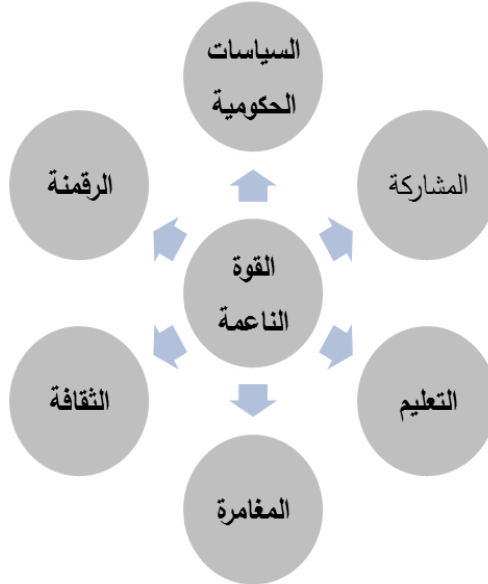 السياسات
الحكومية
المشاركة
الرقمنة
القوة
الناعمة
التعليم
الثقافة
المغامرة